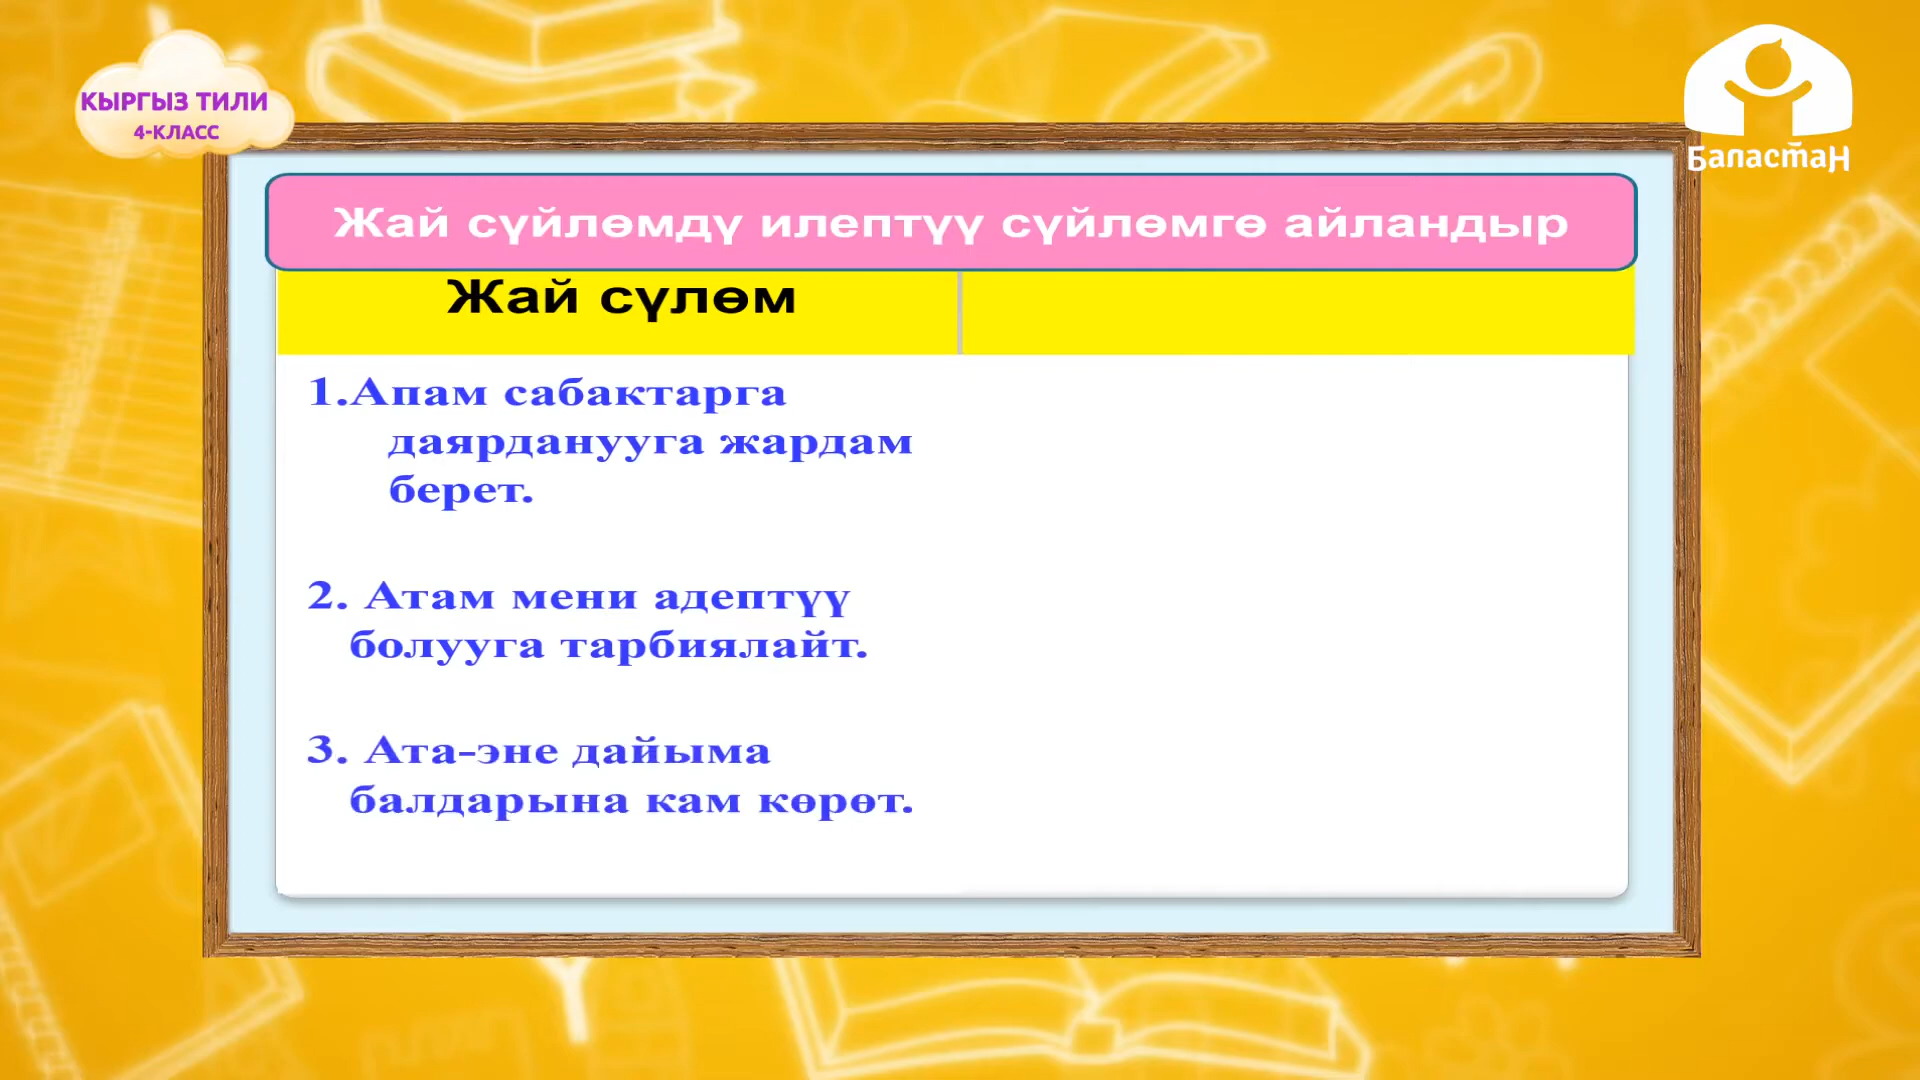 КЫРГЫЗ ТИЛИ
4-КЛАСС
Баластан
Жай сүйлөмдү илептүү сүйлөмгө айландыр
Жай сүлөм
1.Апам сабактарга
даярданууга жардам
берет.
2. Атам мени адептүү
болууга тарбиялайт.
3. Ата-эне дайыма
балдарына кам көрөт.